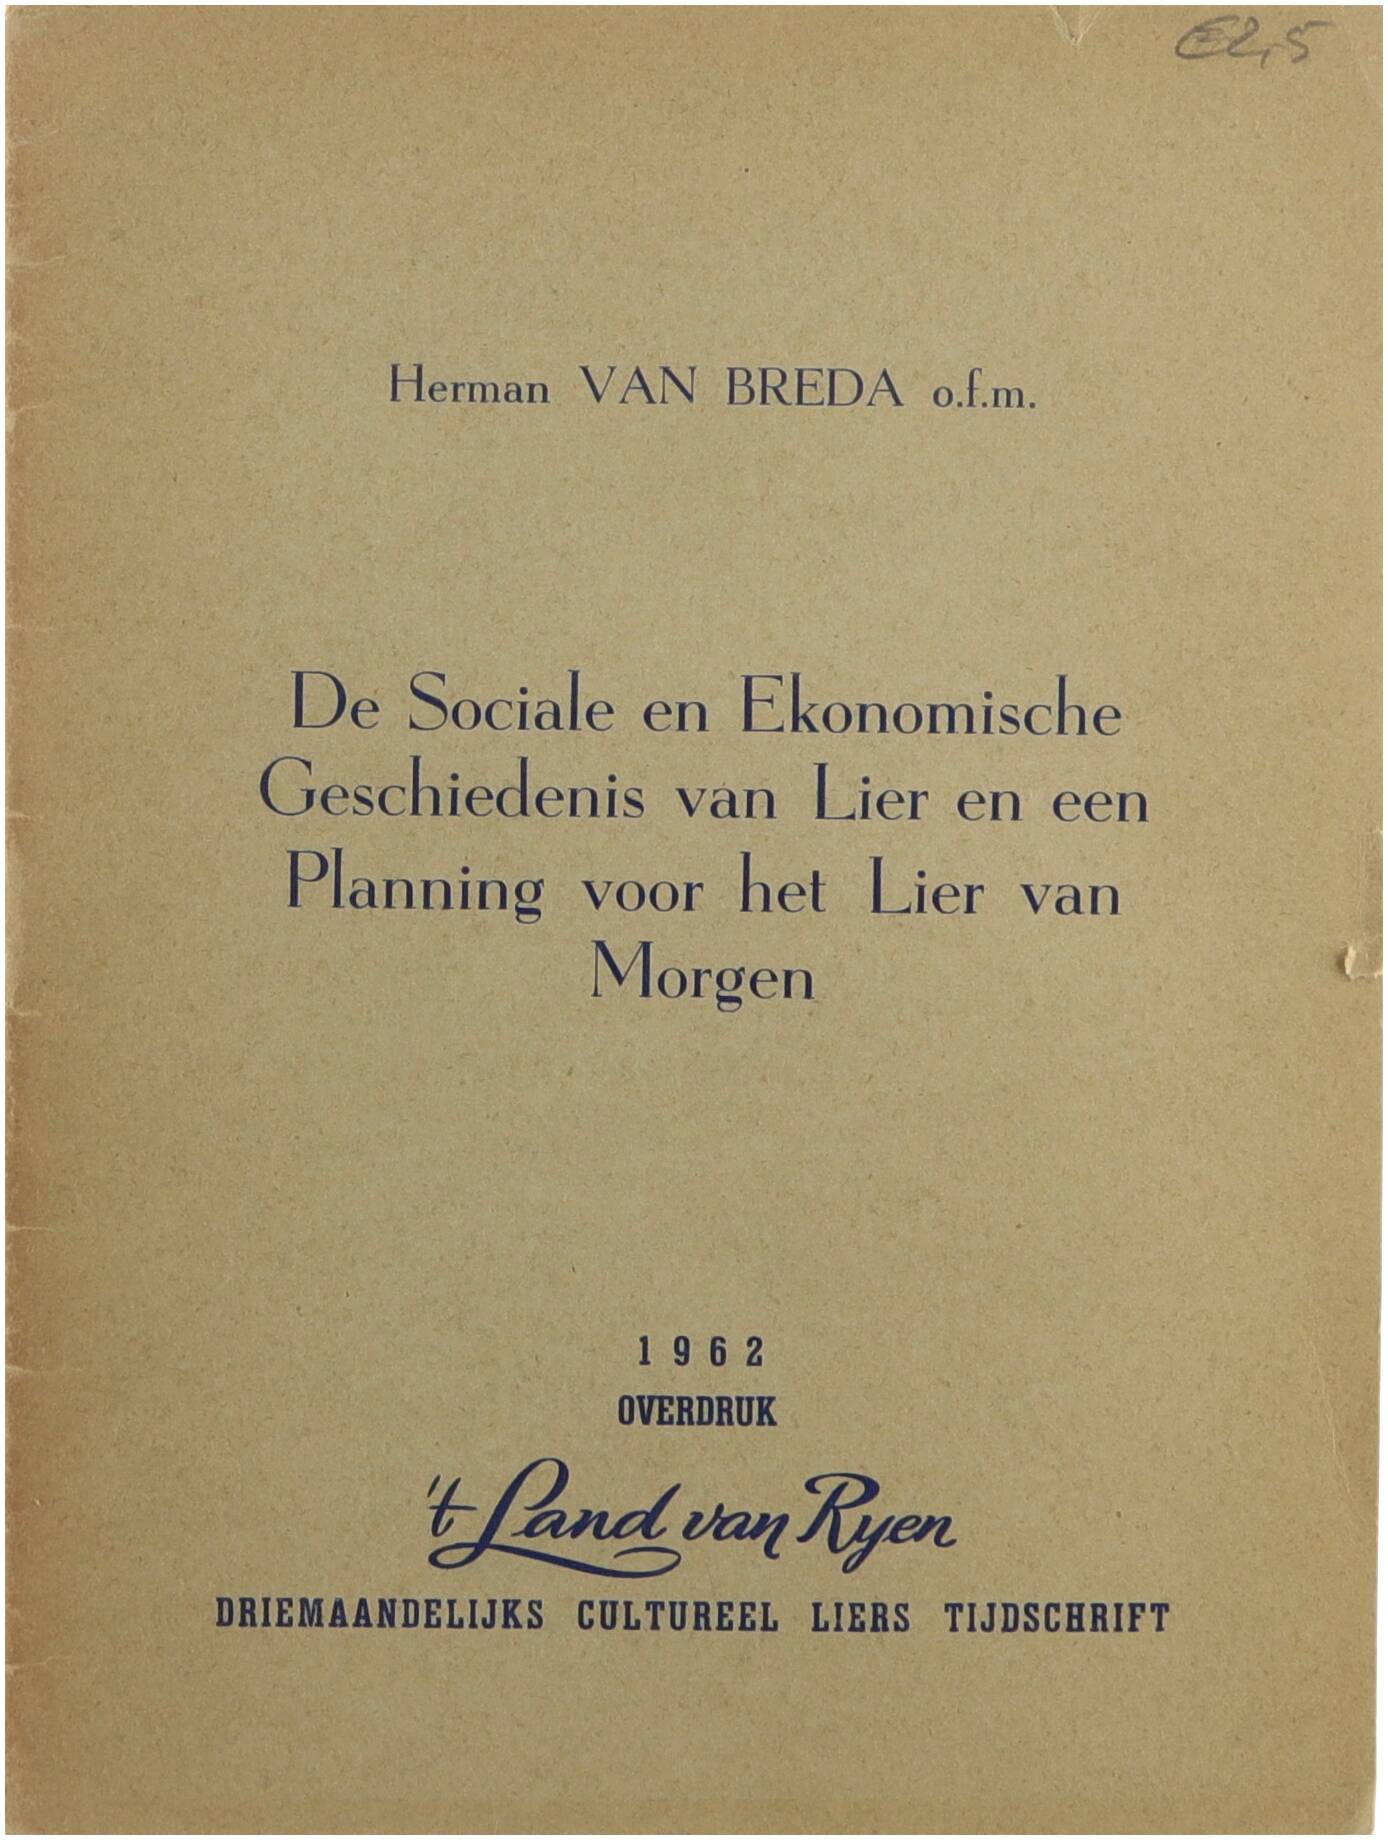 €2,5
Herman VAN BREDA o.f.m.
De Sociale en Ekonomische
Geschiedenis van Lier en een
Planning voor het Lier van
Morgen
1962
OVERDRUK
't Land van Ryen
DRIEMAANDELIJKS CULTUREEL LIERS TIJDSCHRIFT